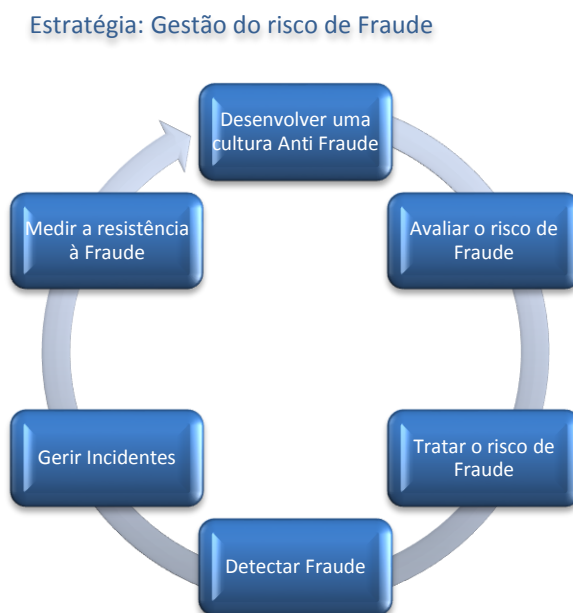 Estratégia: Gestão do risco de Fraude
Desenvolver uma
cultura Anti Fraude
Avaliar o risco de
Fraude
Tratar o risco de
Fraude
Detectar Fraude
Gerir Incidentes
Medir a resistência
à Fraude